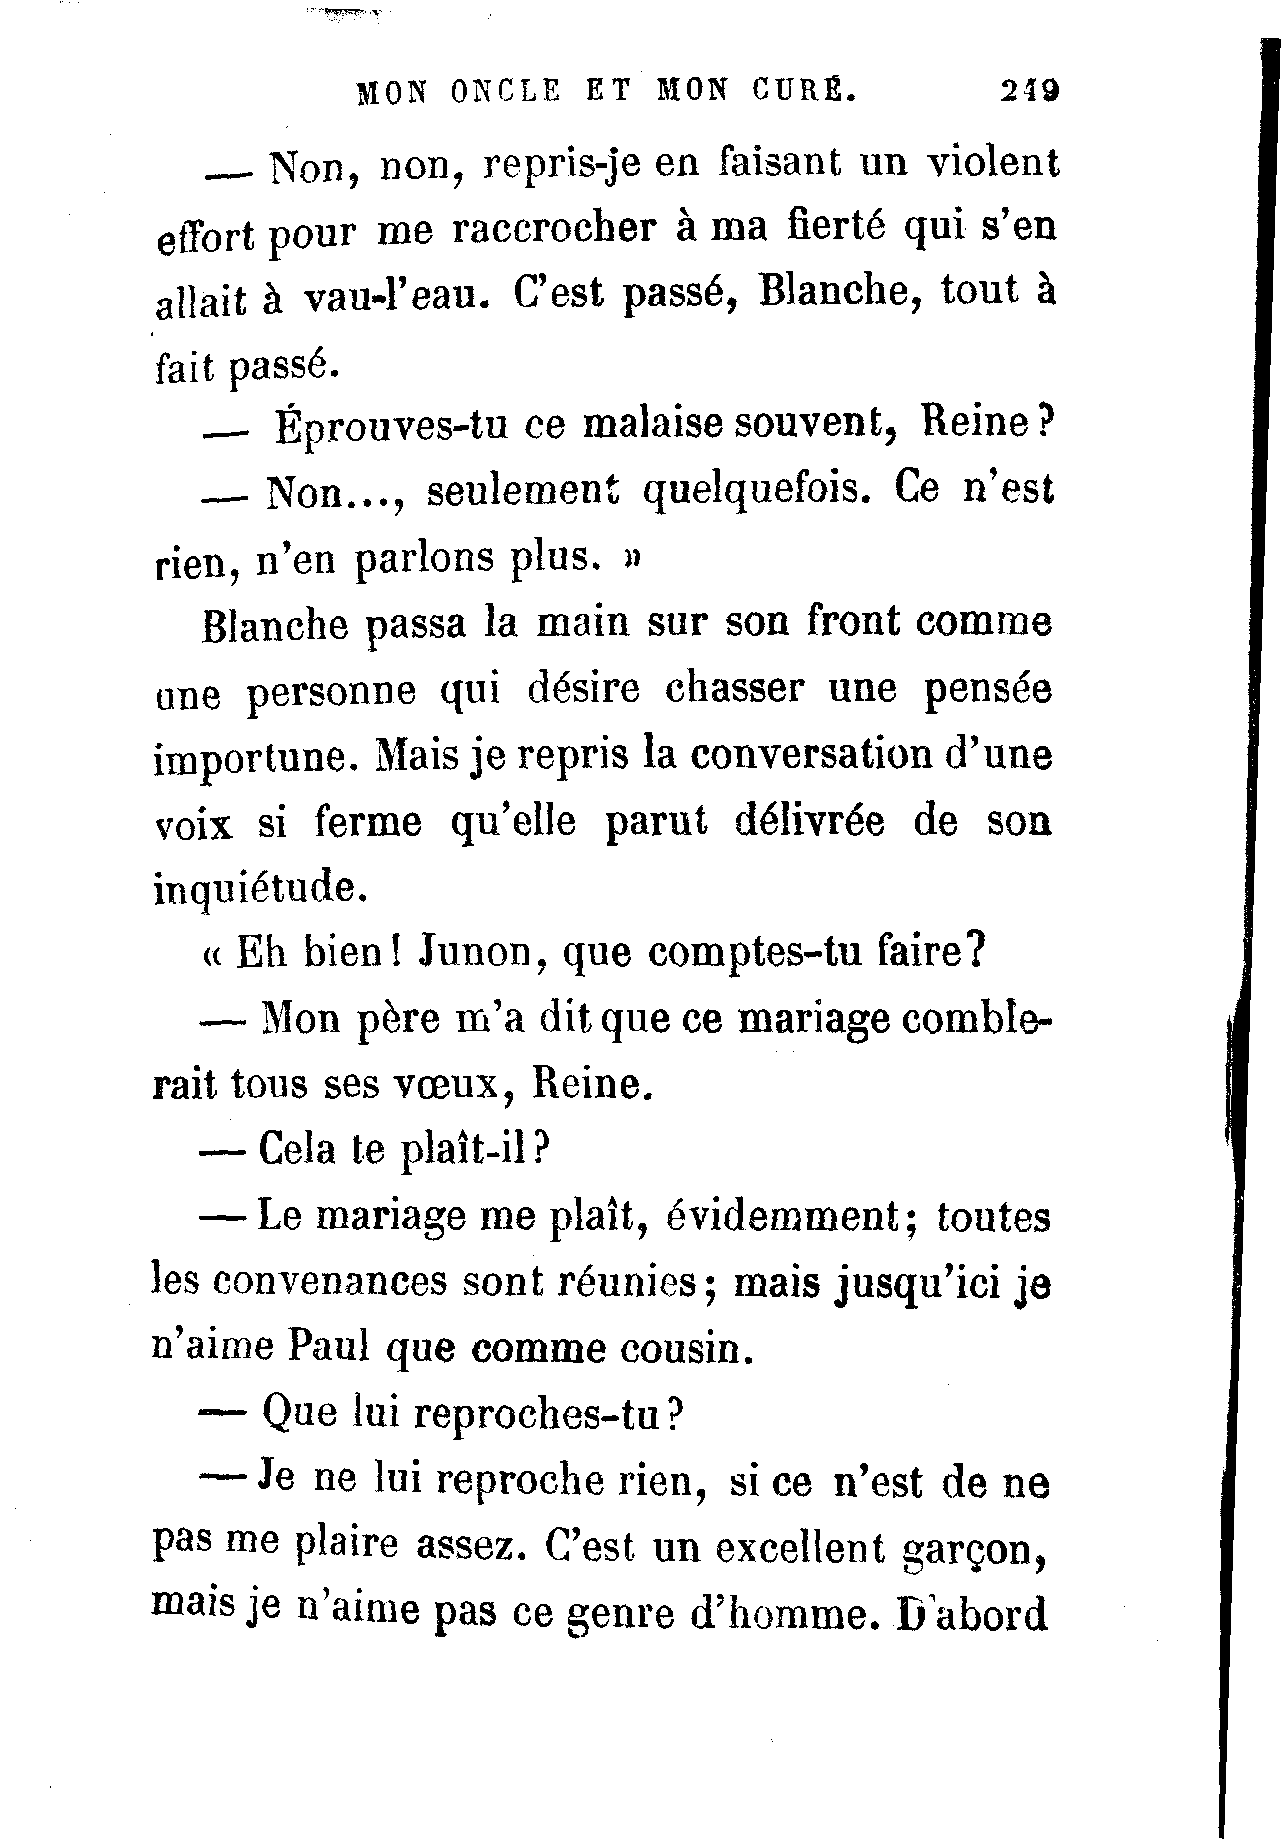 MON ONCLE ET MON CURÉ. 219
— Non, non, repris-je en faisant un violent
effort pour me raccrocher à ma fierté qui s'en
allait à vau-l'eau. C'est passé, Blanche, tout à
fait passé.
— Éprouves-tu ce malaise souvent, Reine?
— Non..., seulement quelquefois. Ce n'est
rien, n'en parlons plus. »
Blanche passa la main sur son front comme
une personne qui désire chasser une pensée
importune. Mais je repris la conversation d'une
voix si ferme qu'elle parut délivrée de son
inquiétude.
« Eh bien! Junon, que comptes-tu faire?
— Mon père m'a dit que ce mariage comble-
rait tous ses vœux, Reine.
— Cela te plaît-il?
— Le mariage me plaît, évidemment; toutes
les convenances sont réunies; mais jusqu'ici je
n'aime Paul que comme cousin.
— Que lui reproches-tu?
— Je ne lui reproche rien, si ce n'est de ne
pas me plaire assez. C'est un excellent garçon,
mais je n'aime pas ce genre d'homme. D'abord